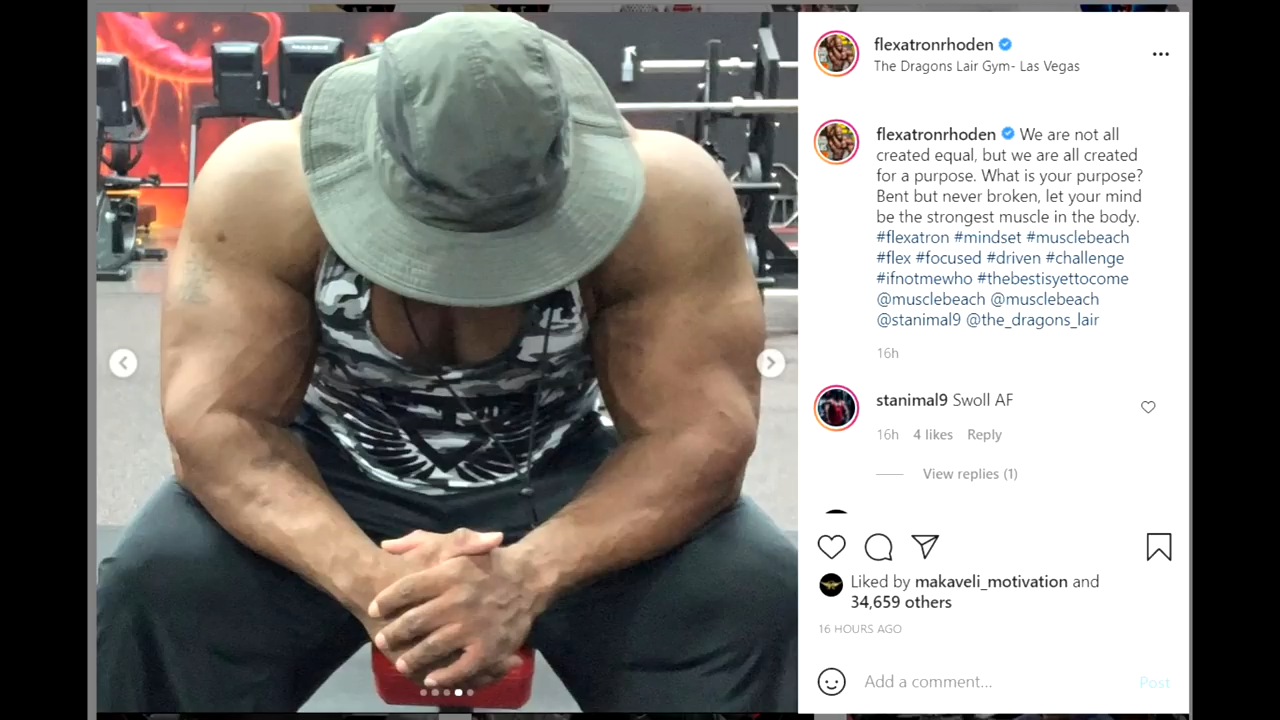 flexatronrhoden
The Dragons Lair Gym- Las Vegas
flexatronrhoden We are not all
created equal, but we are all created
for a purpose. What is your purpose?
Bent but never broken, let your mind
be the strongest muscle in the body.
#flexatron #mindset #musclebeach
#flex #focused #driven #challenge
#ifnotmewho #thebestisyettocome
@musclebeach @musclebeach
@stanimal9 @the_dragons_lair
16h
stanimal9 Swoll AF
16h 4 likes Reply
View replies (1)
Liked by makaveli_motivation and
34,659 others
16 HOURS AGO
Add a comment... Post